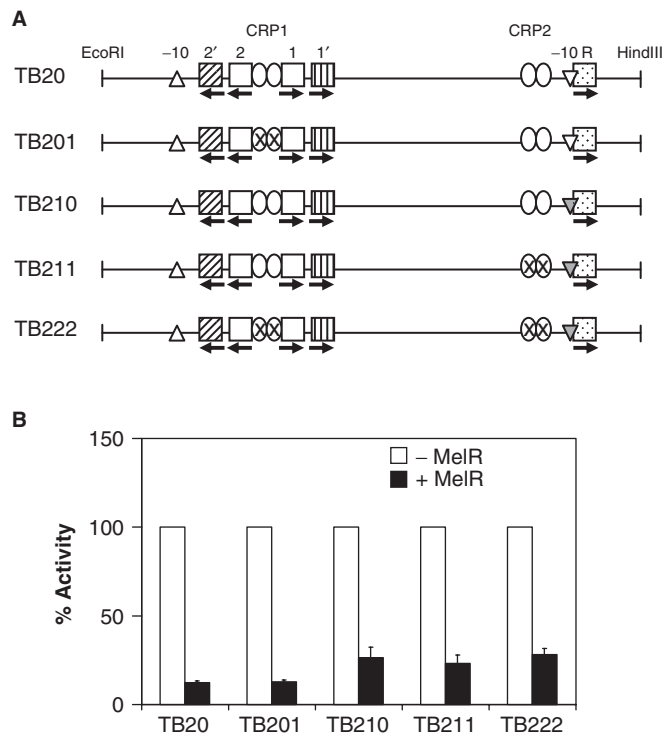 A
CRP1
CRP2
EcoRI
−10
2′
2
1
1′
−10
R
HindIII
TB20
TB201
X X
TB210
TB211
X X
TB222
X X
X X
B
150
100
50
0
% Activity
− MelR
+ MelR
TB20
TB201
TB210
TB211
TB222